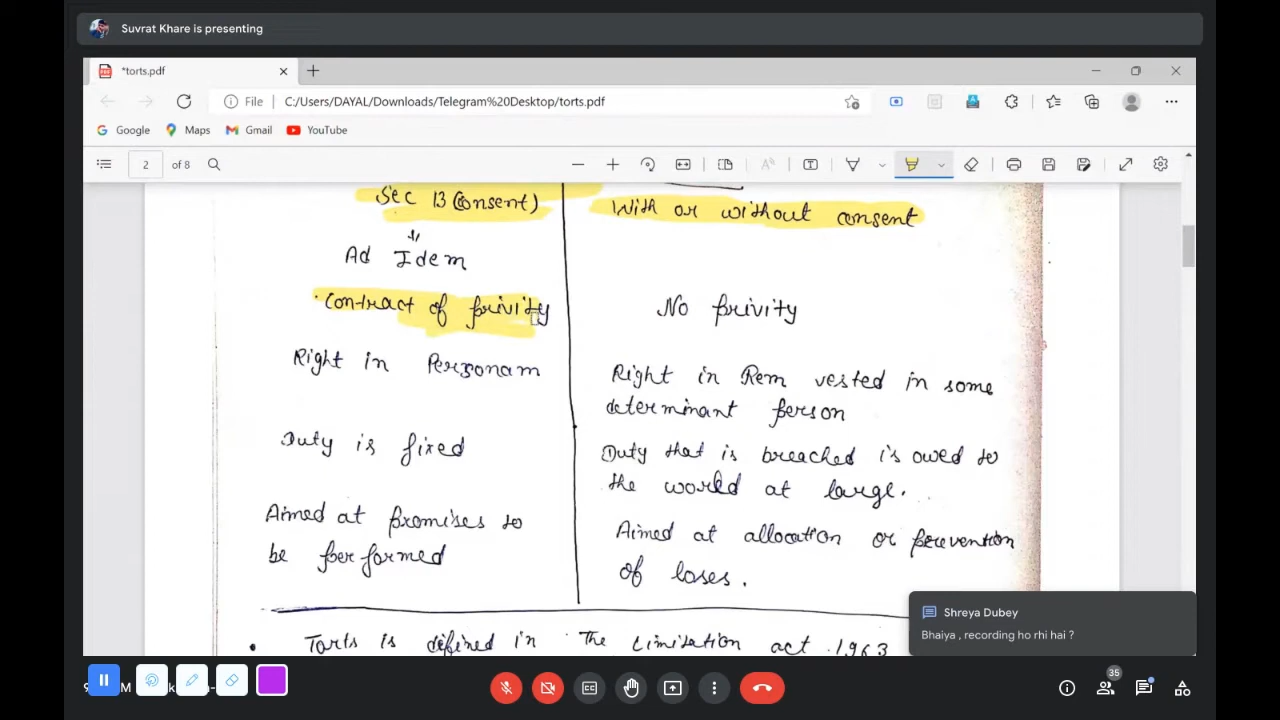 Suvrat Khare is presenting
*torts.pdf
File C:/Users/DAYAL/Downloads/Telegram%20Desktop/torts.pdf
Google Maps Gmail YouTube
2 of 8
Sec 13 (Consent) With or without consent
Ad Idem
Contract of privity No privity
Right in Personam Right in Rem vested in some
determinant person
Duty is fixed Duty that is breached is owed to
the world at large.
Aimed at promises to Aimed at allocation or prevention
be performed of loses.
Shreya Dubey
Bhaiya , recording ho rhi hai ?
• Torts is defined in The Limitation act 1963
35